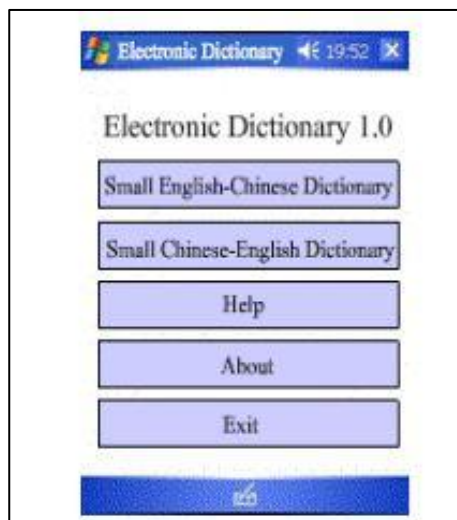 Electronic Dictionary 19:52
Electronic Dictionary 1.0
Small English-Chinese Dictionary
Small Chinese-English Dictionary
Help
About
Exit